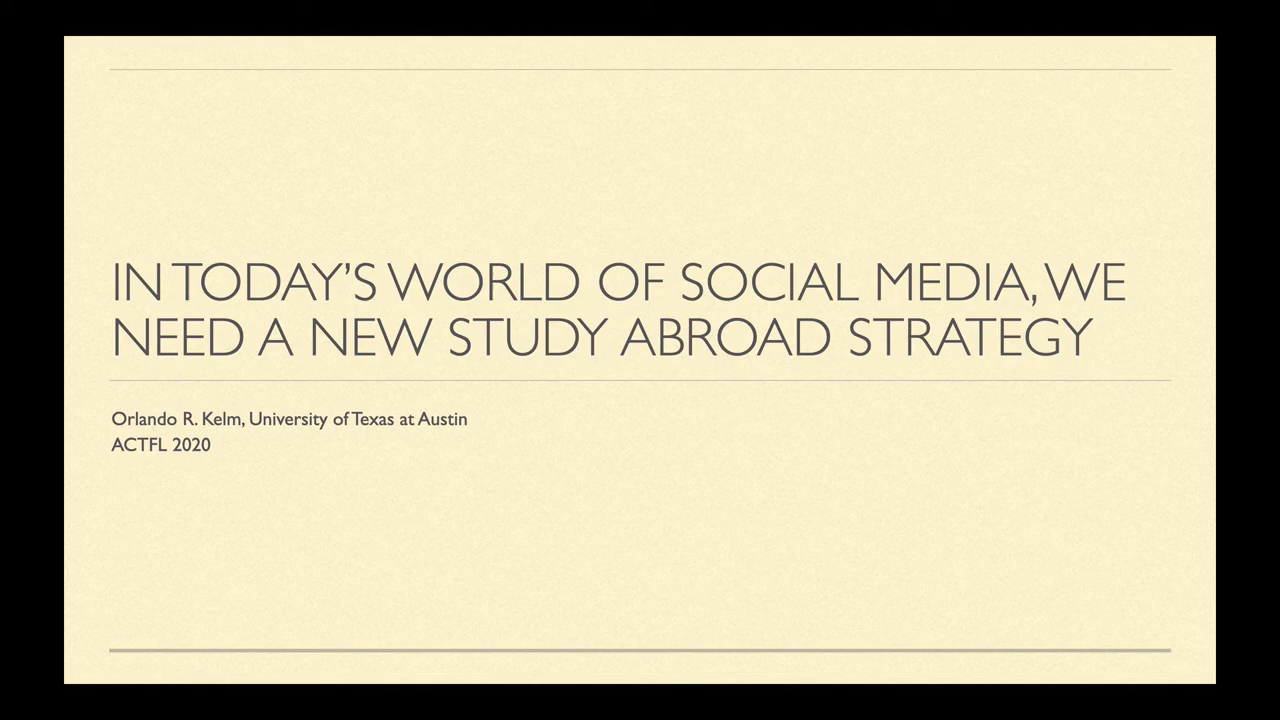 IN TODAY’S WORLD OF SOCIAL MEDIA, WE
NEED A NEW STUDY ABROAD STRATEGY
Orlando R. Kelm, University of Texas at Austin
ACTFL 2020